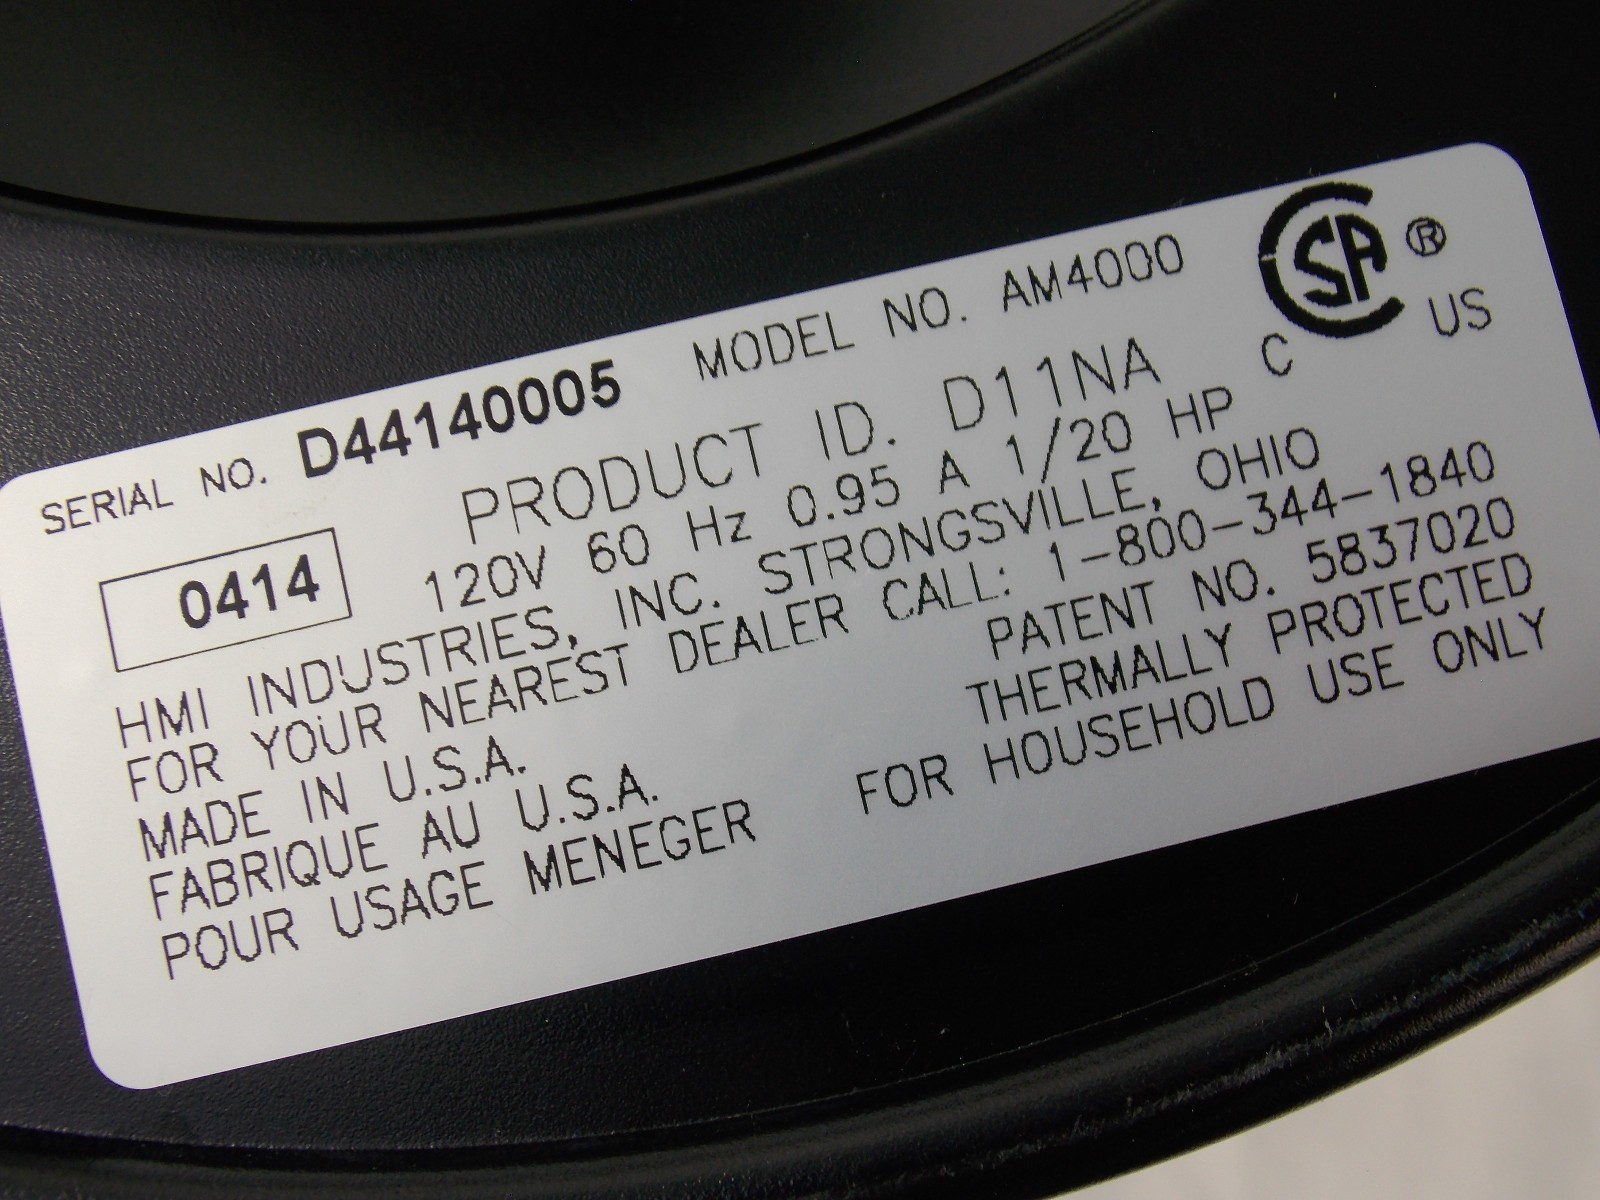 SERIAL NO. D44140005 MODEL NO. AM4000 CSA ®
C US
PRODUCT ID. D11NA
0414 120V 60 Hz 0.95 A 1/20 HP
HMI INDUSTRIES, INC. STRONGSVILLE, OHIO
FOR YOUR NEAREST DEALER CALL: 1-800-344-1840
MADE IN U.S.A. PATENT NO. 5837020
FABRIQUE AU U.S.A. THERMALLY PROTECTED
POUR USAGE MENEGER FOR HOUSEHOLD USE ONLY